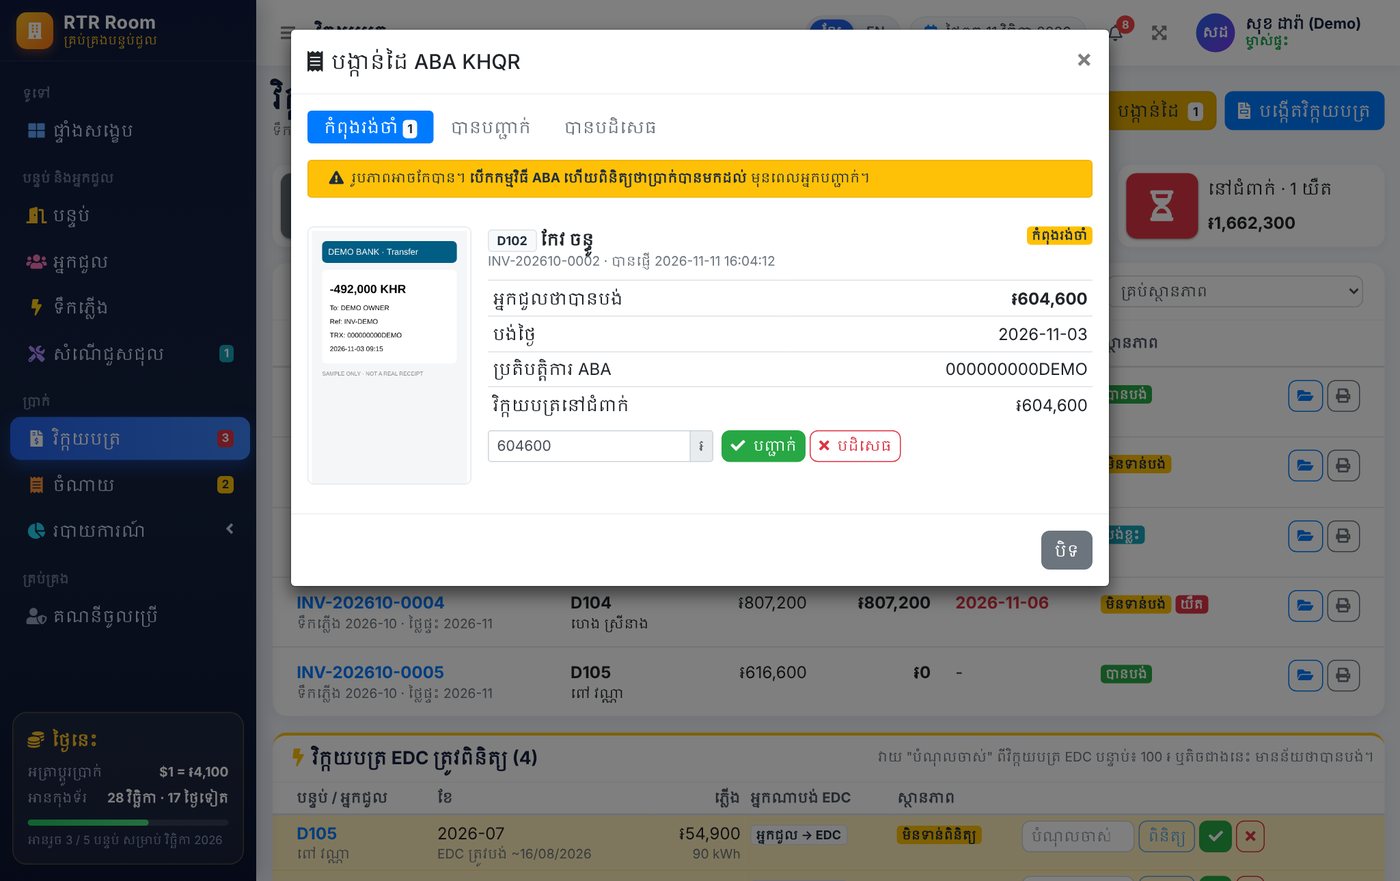 RTR Room
គ្រប់គ្រងបន្ទប់ជួល
ទូទៅ
ផ្ទាំងសង្ខេប
បន្ទប់ និងអ្នកជួល
បន្ទប់
អ្នកជួល
ទឹកភ្លើង
សំណើជួសជុល 1
ប្រាក់
វិក្កយបត្រ 3
ចំណាយ 2
របាយការណ៍
គ្រប់គ្រង
គណនីចូលប្រើ
ថ្ងៃនេះ
អត្រាប្តូរប្រាក់ $1 = ៛4,100
អានកុងទ័រ 28 វិច្ឆិកា · 17 ថ្ងៃទៀត
អានរួច 3 / 5 បន្ទប់ សម្រាប់ វិច្ឆិកា 2026
8
សដ
សុខ ដារ៉ា (Demo)
ម្ចាស់ផ្ទះ
បង្កាន់ដៃ 1
បង្កើតវិក្កយបត្រ
នៅជំពាក់ · 1 យឺត
៛1,662,300
គ្រប់ស្ថានភាព
បង្កាន់ដៃ ABA KHQR
×
កំពុងរង់ចាំ 1
បានបញ្ជាក់
បានបដិសេធ
រូបភាពអាចកែបាន។ បើកកម្មវិធី ABA ហើយពិនិត្យថាប្រាក់បានមកដល់ មុនពេលអ្នកបញ្ជាក់។
DEMO BANK · Transfer
-492,000 KHR
To: DEMO OWNER
Ref: INV-DEMO
TRX: 000000000DEMO
2026-11-03 09:15
SAMPLE ONLY · NOT A REAL RECEIPT
D102 កែវ ចន្ធូ
កំពុងរង់ចាំ
INV-202610-0002 · បានផ្ញើ 2026-11-11 16:04:12
អ្នកជួលថាបានបង់ ៛604,600
បង់ថ្ងៃ 2026-11-03
ប្រតិបត្តិការ ABA 000000000DEMO
វិក្កយបត្រនៅជំពាក់ ៛604,600
604600 ៛
បញ្ជាក់
បដិសេធ
បិទ
INV-202610-0004 D104 ៛807,200 ៛807,200 2026-11-06 មិនទាន់បង់ យឺត
ទឹកភ្លើង 2026-10 · ថ្លៃផ្ទះ 2026-11 ហេង ស្រីនាង
INV-202610-0005 D105 ៛616,600 ៛0 - បានបង់
ទឹកភ្លើង 2026-10 · ថ្លៃផ្ទះ 2026-11 ពៅ វណ្ណា
វិក្កយបត្រ EDC ត្រូវពិនិត្យ (4)
វាយ "បំណុលចាស់" ពីវិក្កយបត្រ EDC បន្ទាប់៖ 100 ៛ ឬតិចជាងនេះ មានន័យថាបានបង់។
បន្ទប់ / អ្នកជួល ខែ ភ្លើង អ្នកណាបង់ EDC ស្ថានភាព
D105 2026-07 ៛54,900 អ្នកជួល → EDC មិនទាន់ពិនិត្យ បំណុលចាស់ ពិនិត្យ
ពៅ វណ្ណា EDC ត្រូវបង់ ~16/08/2026 90 kWh